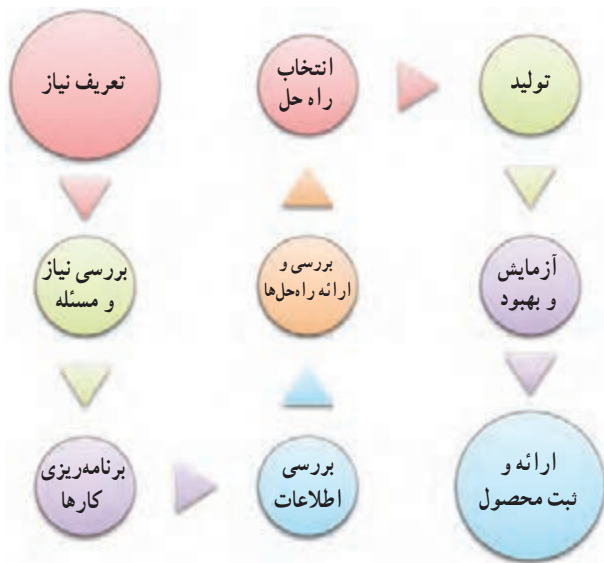 تعریف نیاز
بررسی نیاز
و مسئله
برنامه‌ریزی
کارها
بررسی
اطلاعات
بررسی و
ارائه راه‌حل‌ها
انتخاب
راه حل
تولید
آزمایش
و بهبود
ارائه و
ثبت محصول